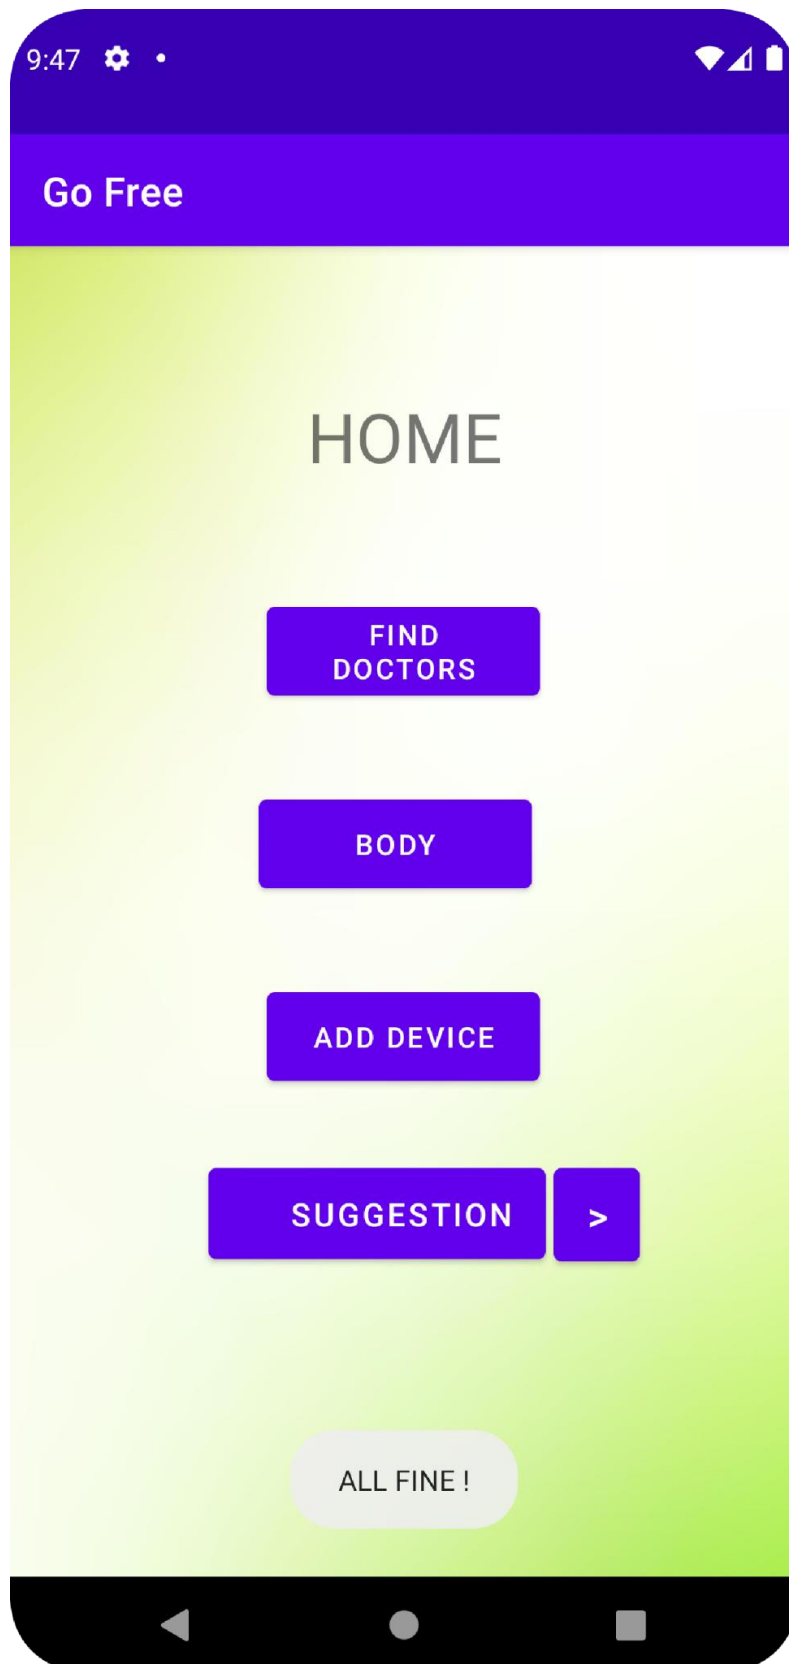 9:47
Go Free
HOME
FIND
DOCTORS
BODY
ADD DEVICE
SUGGESTION >
ALL FINE !